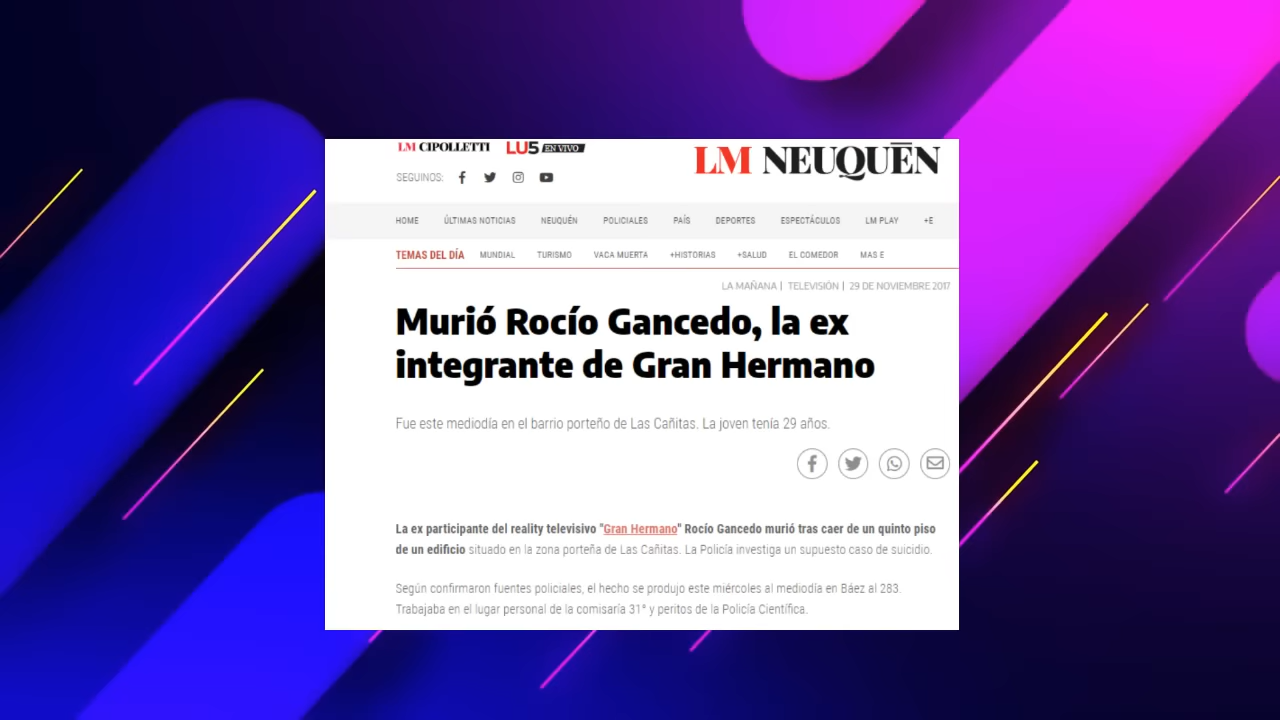 LM CIPOLLETTI LU5 EN VIVO
LM NEUQUĒN
SEGUINOS:
HOME ÚLTIMAS NOTICIAS NEUQUÉN POLICIALES PAÍS DEPORTES ESPECTÁCULOS LM PLAY +E
TEMAS DEL DÍA MUNDIAL TURISMO VACA MUERTA +HISTORIAS +SALUD EL COMEDOR MAS E
LA MAÑANA | TELEVISIÓN | 29 DE NOVIEMBRE 2017
Murió Rocío Gancedo, la ex
integrante de Gran Hermano
Fue este mediodía en el barrio porteño de Las Cañitas. La joven tenía 29 años.
La ex participante del reality televisivo "Gran Hermano" Rocío Gancedo murió tras caer de un quinto piso
de un edificio situado en la zona porteña de Las Cañitas. La Policía investiga un supuesto caso de suicidio.
Según confirmaron fuentes policiales, el hecho se produjo este miércoles al mediodía en Báez al 283.
Trabajaba en el lugar personal de la comisaría 31ª y peritos de la Policía Científica.